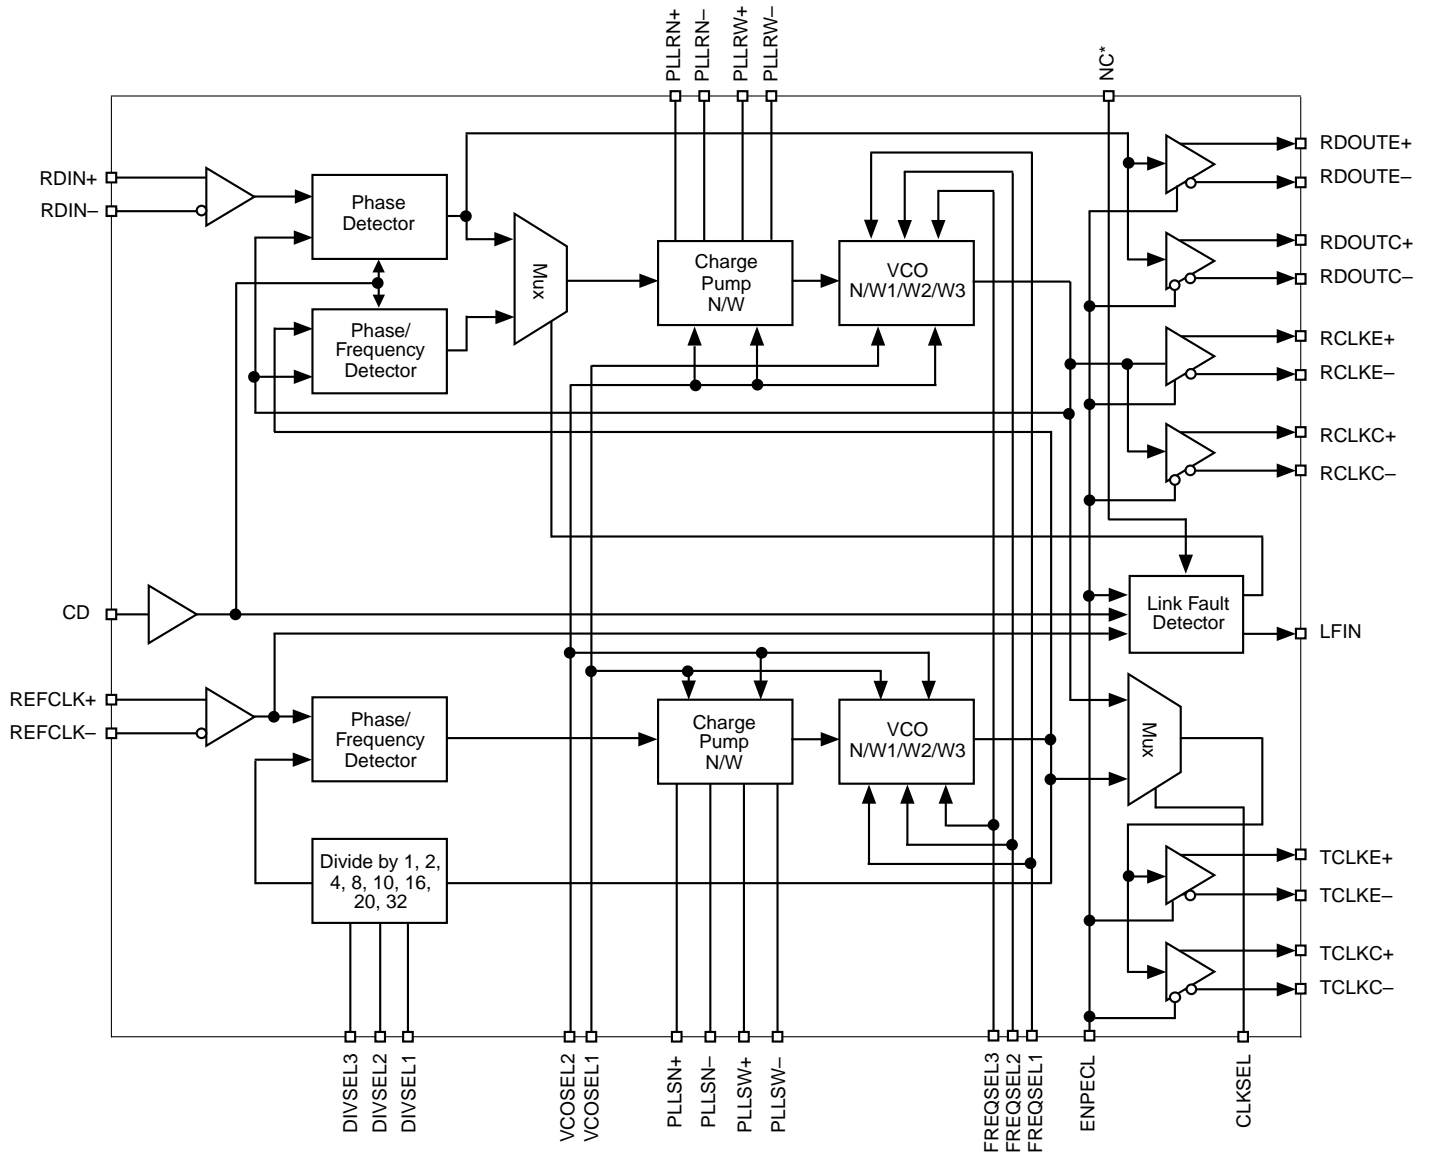 PLLRN+
PLLRN–
PLLRW+
PLLRW–
NC*
RDIN+
RDIN–
Phase
Detector
Mux
Charge
Pump
N/W
VCO
N/W1/W2/W3
RDOUTE+
RDOUTE–
RDOUTC+
RDOUTC–
Phase/
Frequency
Detector
RCLKE+
RCLKE–
RCLKC+
RCLKC–
CD
Link Fault
Detector
LFIN
REFCLK+
REFCLK–
Phase/
Frequency
Detector
Charge
Pump
N/W
VCO
N/W1/W2/W3
Mux
Divide by 1, 2,
4, 8, 10, 16,
20, 32
TCLKE+
TCLKE–
TCLKC+
TCLKC–
DIVSEL3
DIVSEL2
DIVSEL1
VCOSEL2
VCOSEL1
PLLSN+
PLLSN–
PLLSW+
PLLSW–
FREQSEL3
FREQSEL2
FREQSEL1
ENPECL
CLKSEL